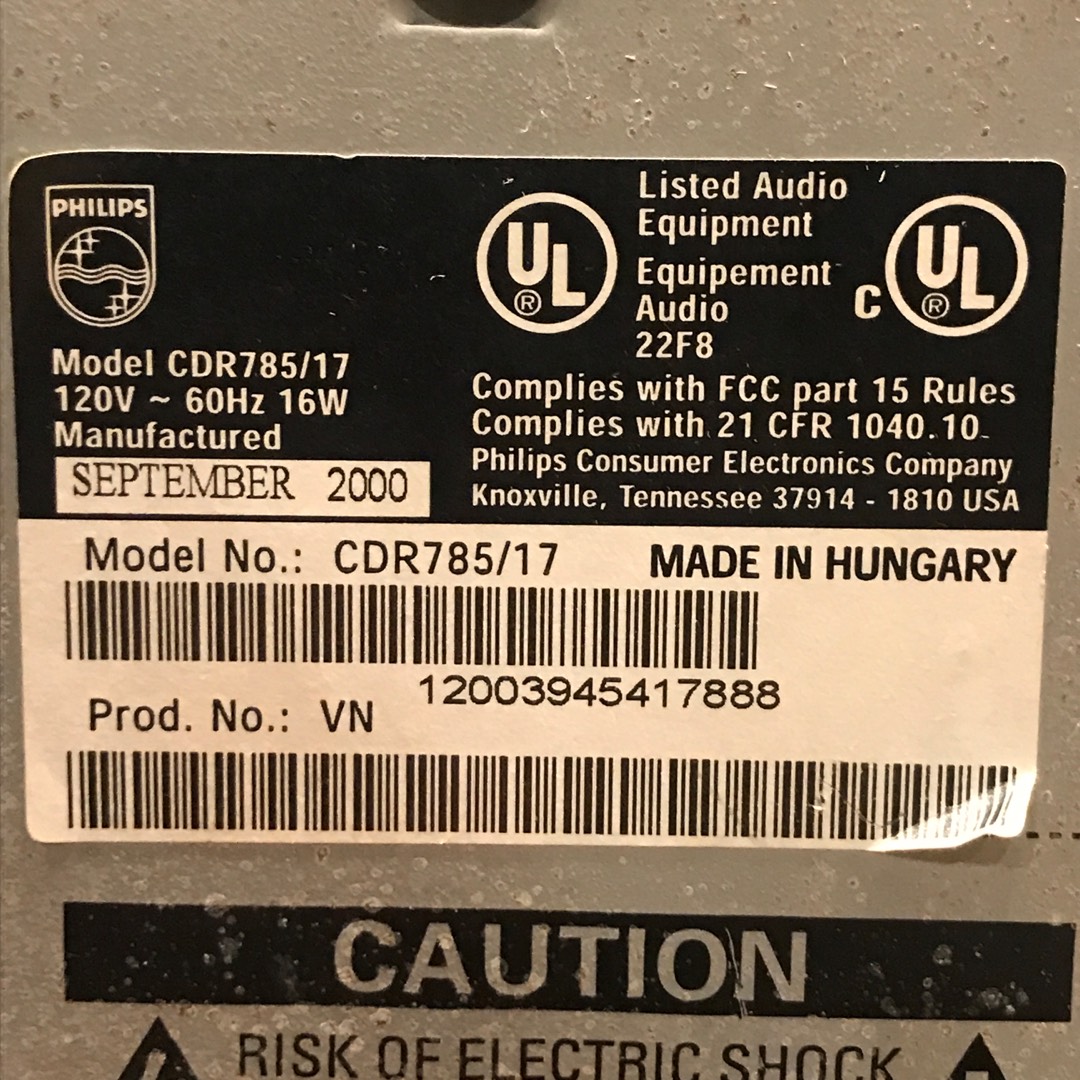 PHILIPS
Model CDR785/17
120V ~ 60Hz 16W
Manufactured
SEPTEMBER 2000
UL
®
Listed Audio
Equipment
Equipement
Audio
22F8
C UL
®
Complies with FCC part 15 Rules
Complies with 21 CFR 1040.10
Philips Consumer Electronics Company
Knoxville, Tennessee 37914 - 1810 USA
Model No.: CDR785/17
MADE IN HUNGARY
Prod. No.: VN
12003945417888
CAUTION
RISK OF ELECTRIC SHOCK